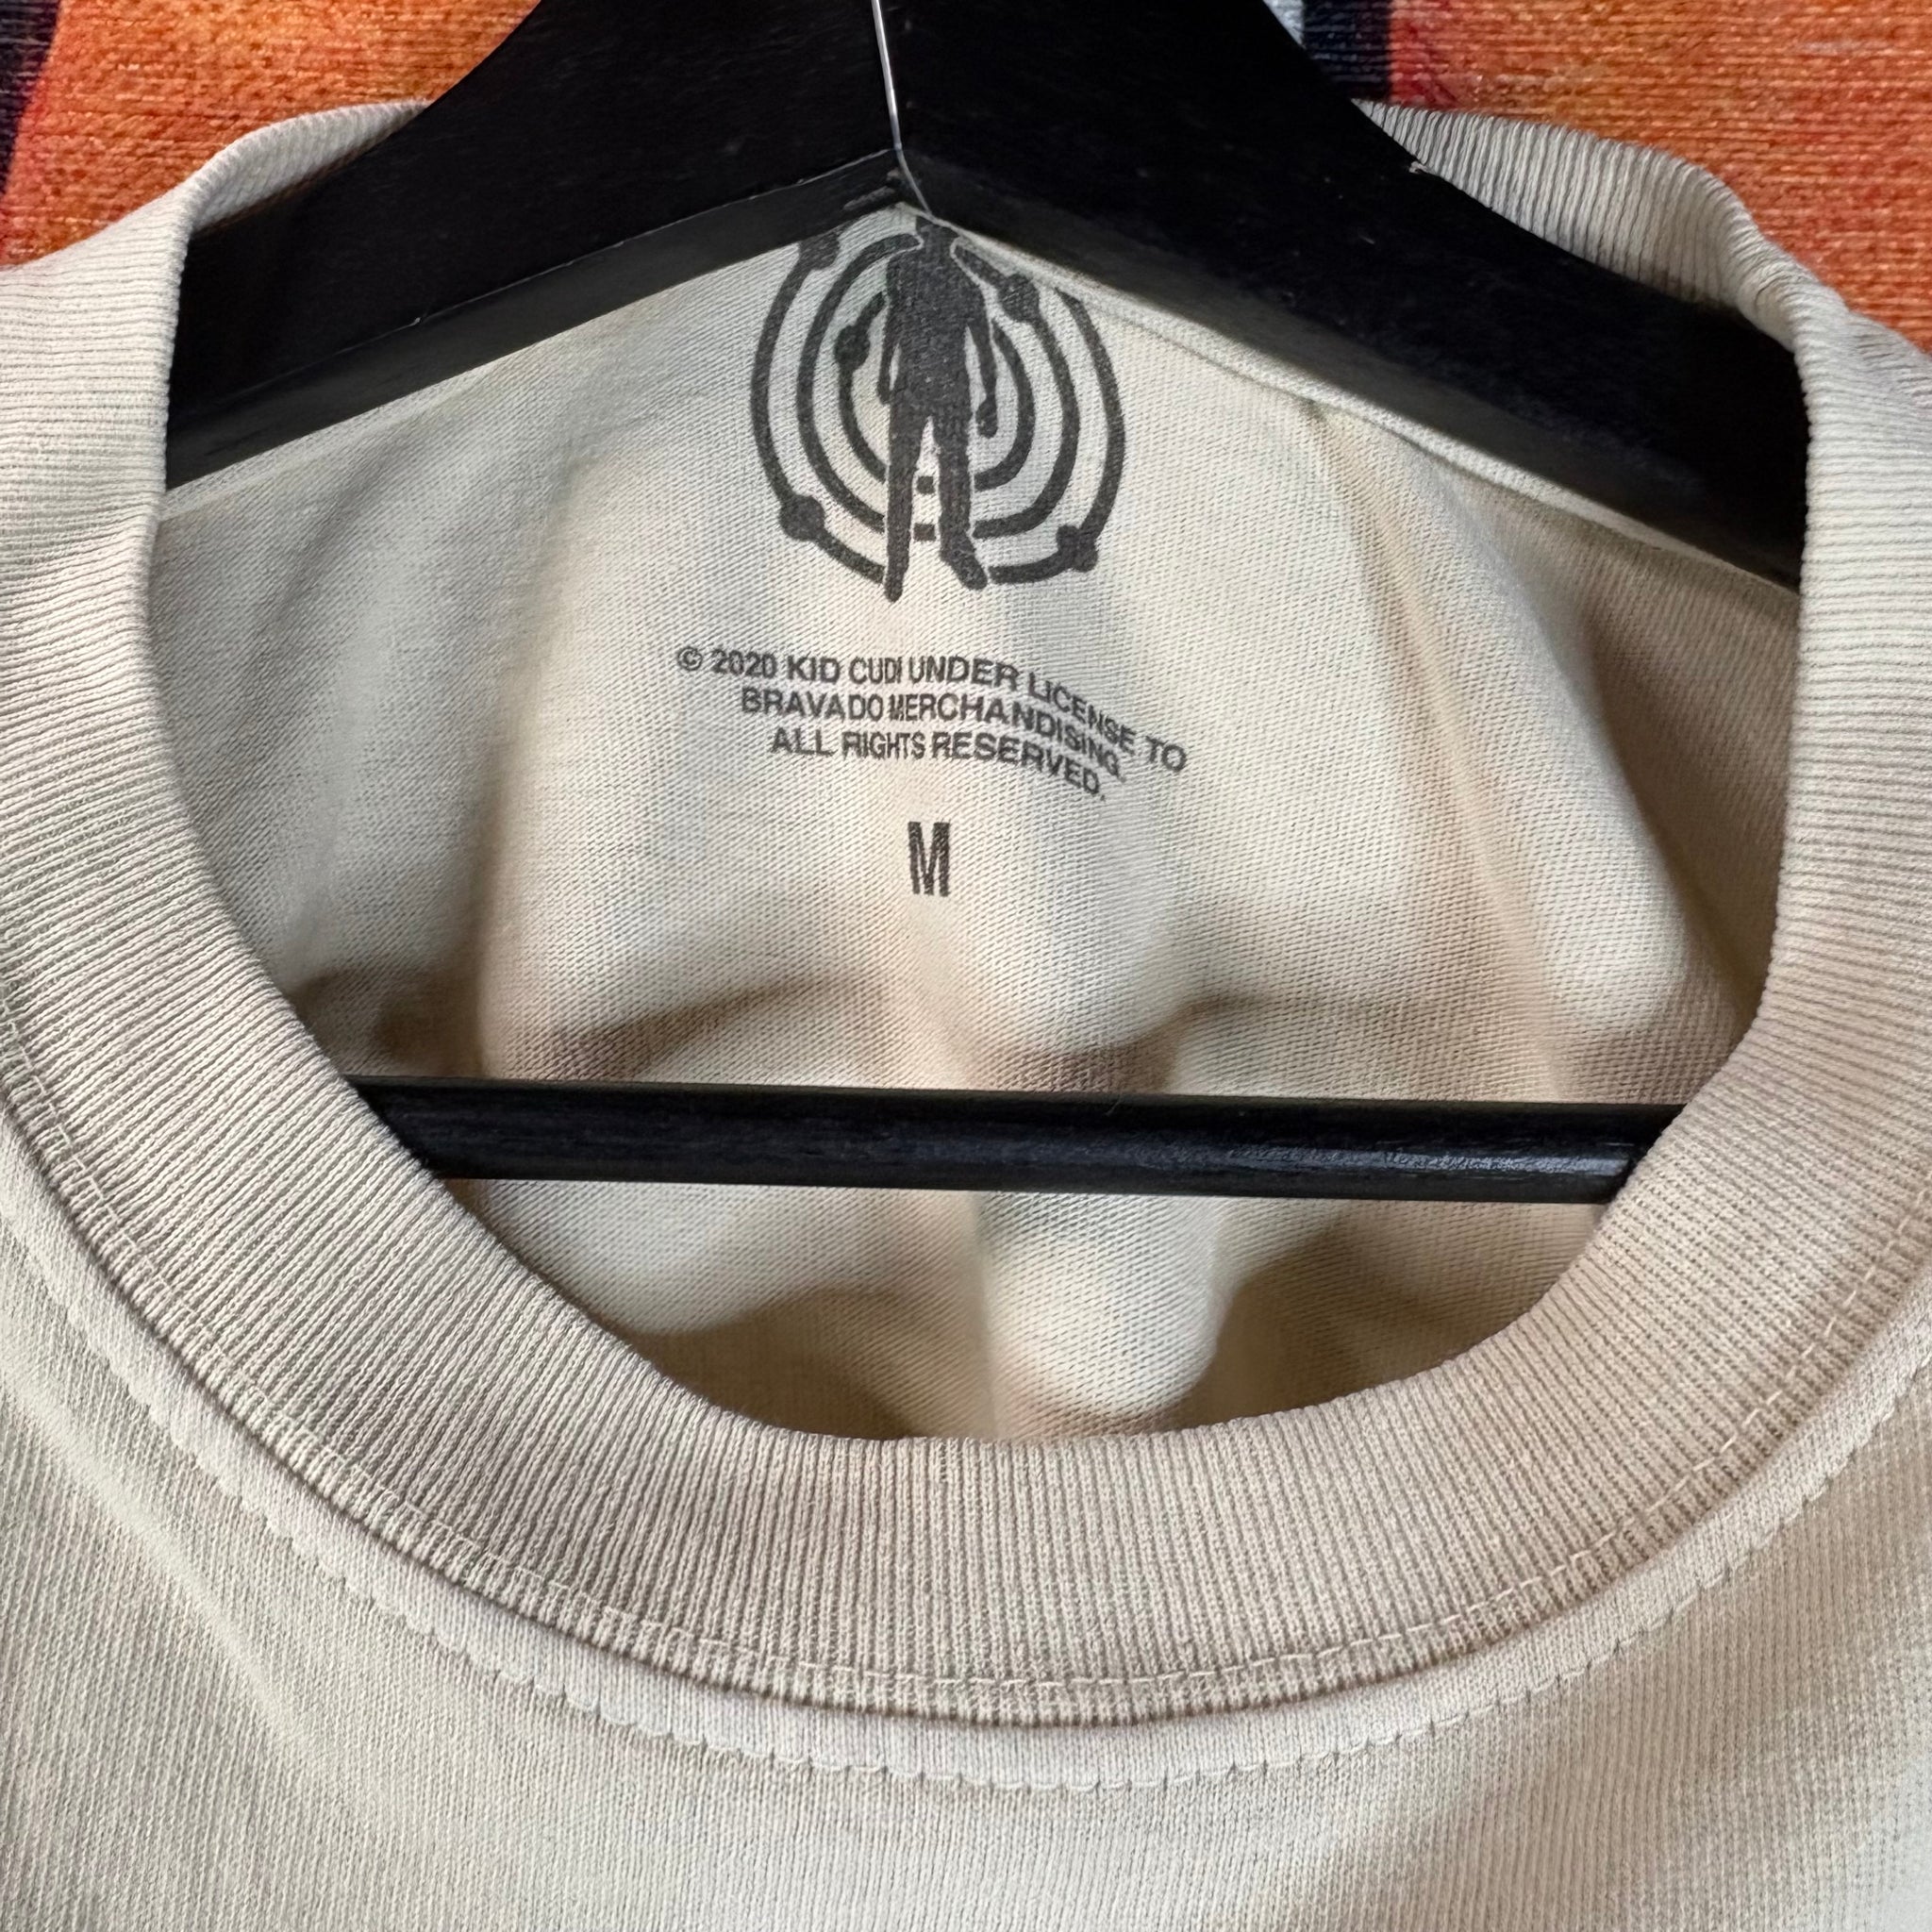 © 2020 KID CUDI UNDER LICENSE TO
BRAVADO MERCHANDISING.
ALL RIGHTS RESERVED.
M